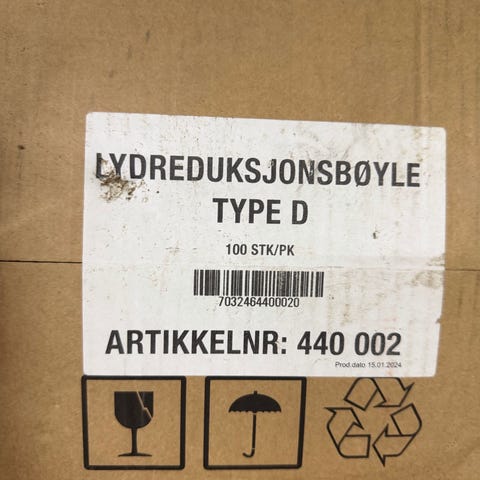 LYDREDUKSJONSBØYLE
TYPE D
100 STK/PK
7032464400020
ARTIKKELNR: 440 002
Prod.dato 15.01.2024